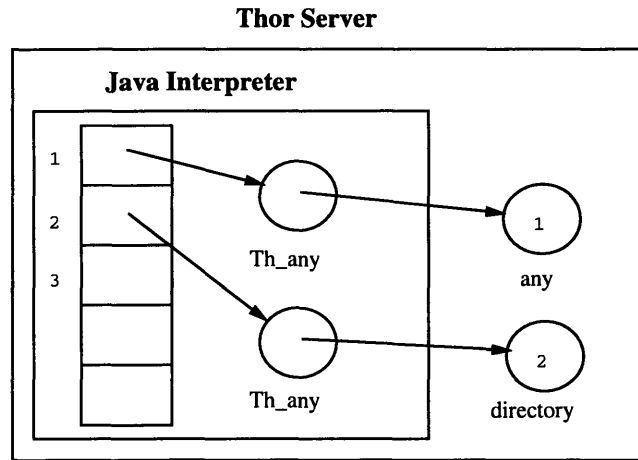 Thor Server
Java Interpreter
1
2
3
Th_any
Th_any
1
any
2
directory